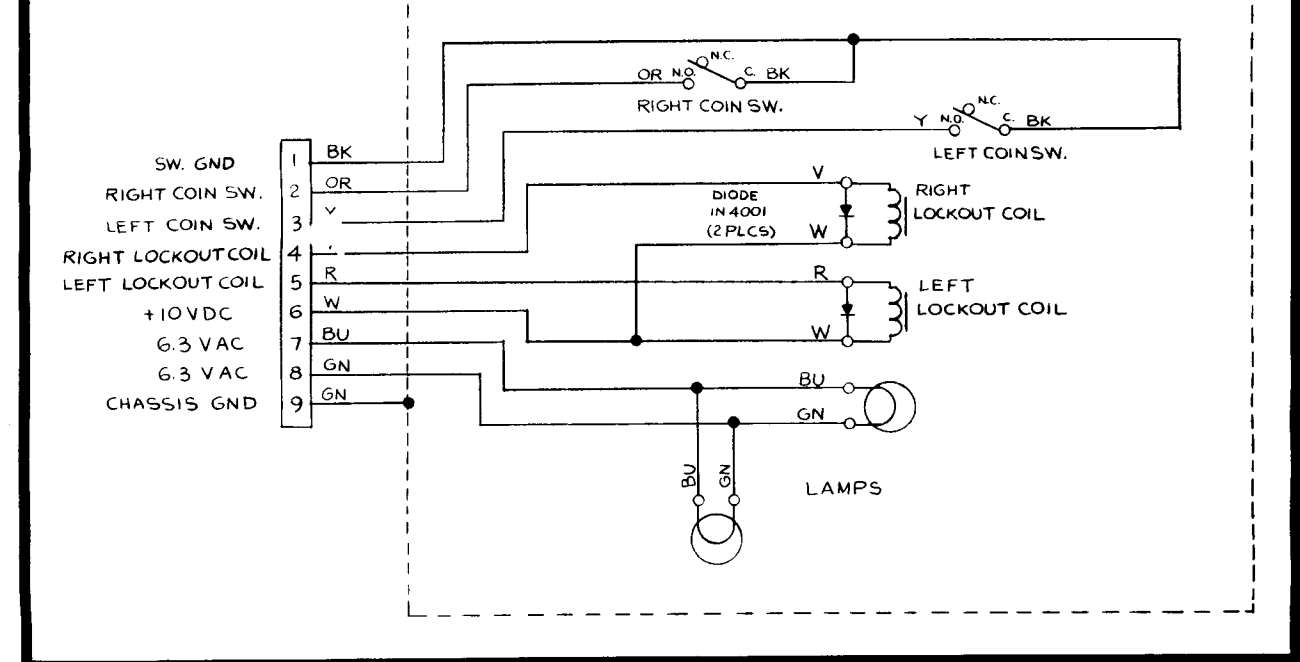 N.C.
OR N.O. C. BK
RIGHT COIN SW.
N.C.
Y N.O. C. BK
LEFT COIN SW.
SW. GND 1 BK
RIGHT COIN SW. 2 OR
LEFT COIN SW. 3 Y
RIGHT LOCKOUT COIL 4
LEFT LOCKOUT COIL 5 R
+10VDC 6 W
6.3 VAC 7 BU
6.3 VAC 8 GN
CHASSIS GND 9 GN
V
DIODE
IN 4001
(2 PLCS)
W
RIGHT
LOCKOUT COIL
R
W
LEFT
LOCKOUT COIL
BU
GN
BU
GN
LAMPS